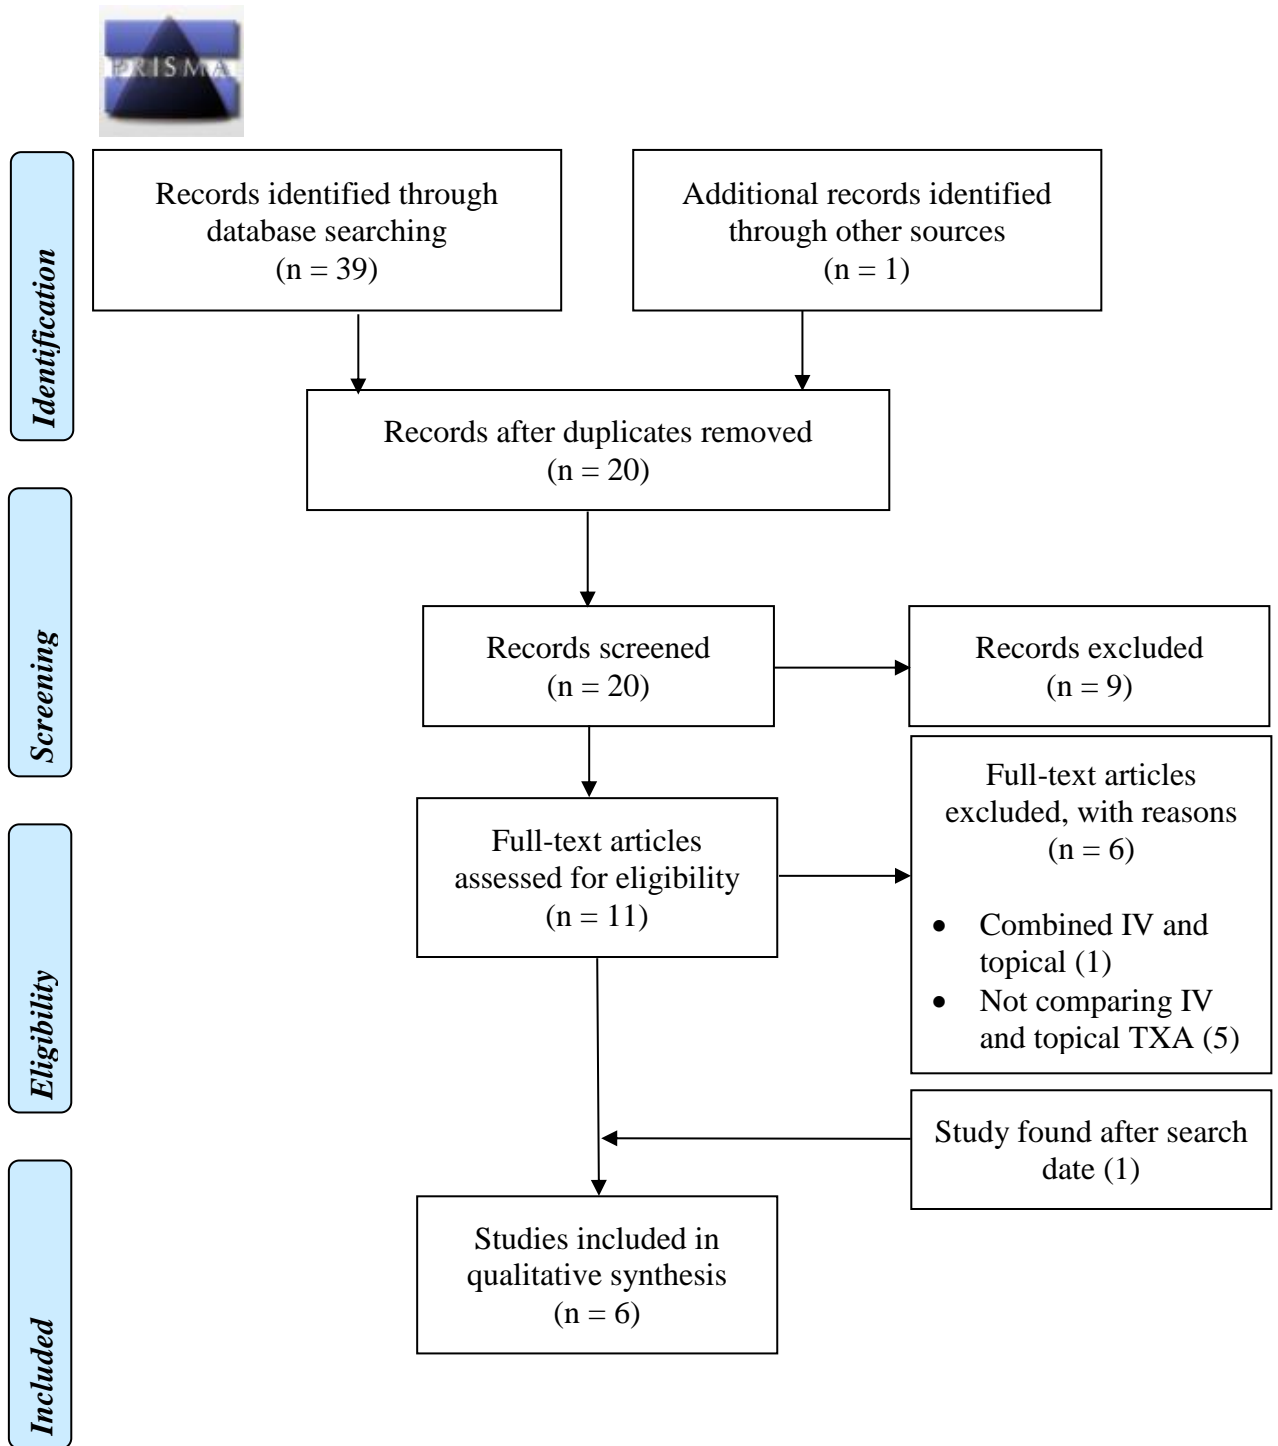 PRISMA
Identification
Records identified through
database searching
(n = 39)
Additional records identified
through other sources
(n = 1)
Records after duplicates removed
(n = 20)
Screening
Records screened
(n = 20)
Records excluded
(n = 9)
Eligibility
Full-text articles
assessed for eligibility
(n = 11)
Full-text articles
excluded, with reasons
(n = 6)
• Combined IV and
topical (1)
• Not comparing IV
and topical TXA (5)
Study found after search
date (1)
Included
Studies included in
qualitative synthesis
(n = 6)